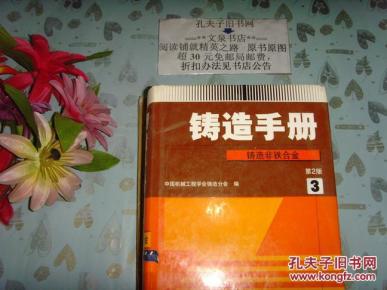 孔夫子旧书网
==文泉书店==
阅读铺就精英之路 原书原图
超30元免邮局邮费，
折扣办法见书店公告
铸造手册
铸造非铁合金
第2版
3
中国机械工程学会铸造分会 编
孔夫子旧书网